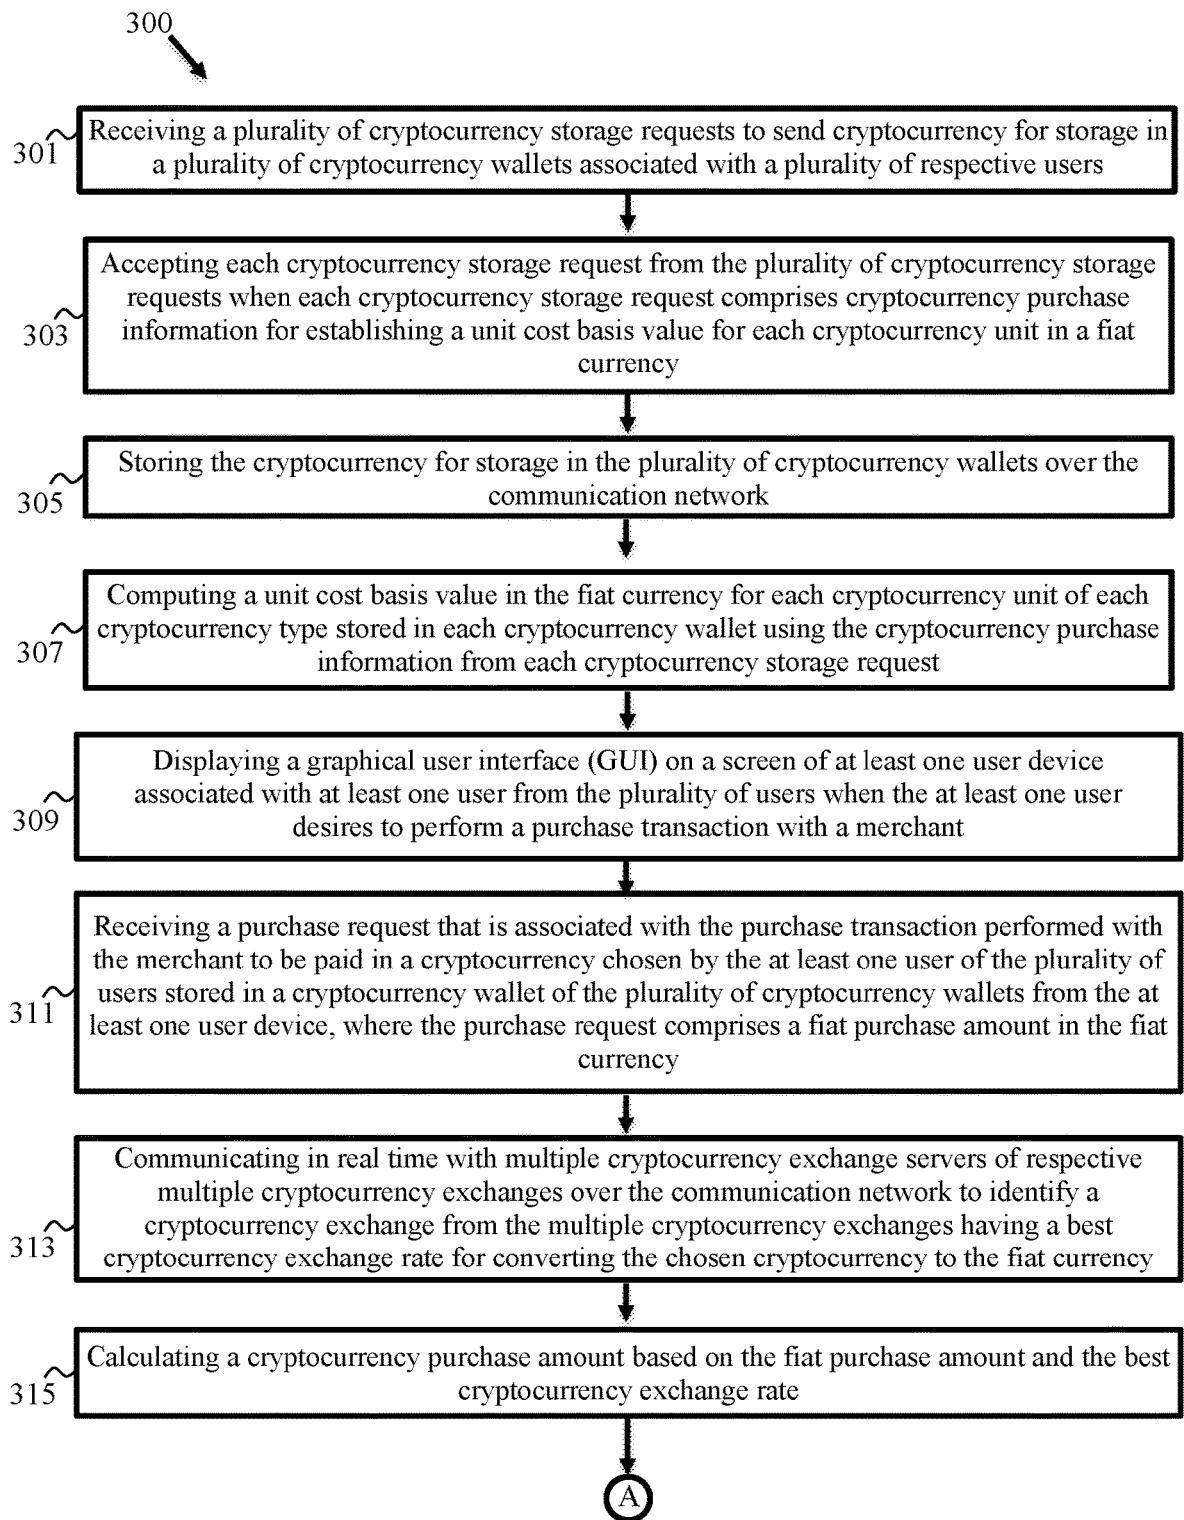 300
301
Receiving a plurality of cryptocurrency storage requests to send cryptocurrency for storage in
a plurality of cryptocurrency wallets associated with a plurality of respective users
303
Accepting each cryptocurrency storage request from the plurality of cryptocurrency storage
requests when each cryptocurrency storage request comprises cryptocurrency purchase
information for establishing a unit cost basis value for each cryptocurrency unit in a fiat
currency
305
Storing the cryptocurrency for storage in the plurality of cryptocurrency wallets over the
communication network
307
Computing a unit cost basis value in the fiat currency for each cryptocurrency unit of each
cryptocurrency type stored in each cryptocurrency wallet using the cryptocurrency purchase
information from each cryptocurrency storage request
309
Displaying a graphical user interface (GUI) on a screen of at least one user device
associated with at least one user from the plurality of users when the at least one user
desires to perform a purchase transaction with a merchant
311
Receiving a purchase request that is associated with the purchase transaction performed with
the merchant to be paid in a cryptocurrency chosen by the at least one user of the plurality of
users stored in a cryptocurrency wallet of the plurality of cryptocurrency wallets from the at
least one user device, where the purchase request comprises a fiat purchase amount in the fiat
currency
313
Communicating in real time with multiple cryptocurrency exchange servers of respective
multiple cryptocurrency exchanges over the communication network to identify a
cryptocurrency exchange from the multiple cryptocurrency exchanges having a best
cryptocurrency exchange rate for converting the chosen cryptocurrency to the fiat currency
315
Calculating a cryptocurrency purchase amount based on the fiat purchase amount and the best
cryptocurrency exchange rate
A